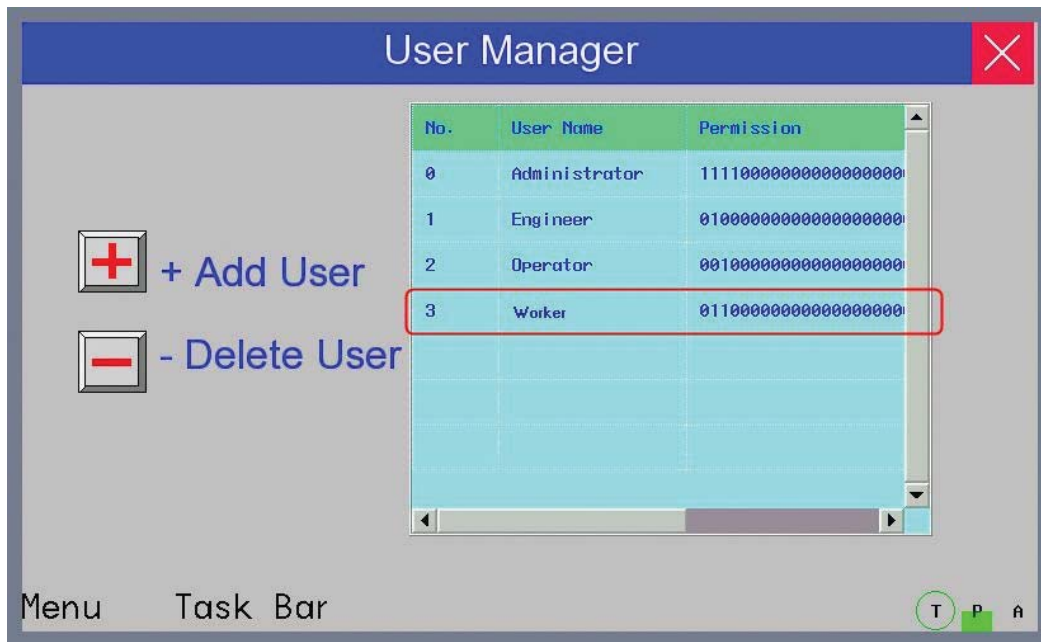 User Manager
No. User Name Permission
0 Administrator 11110000000000000000
1 Engineer 01000000000000000000
+ Add User
2 Operator 00100000000000000000
3 Worker 01100000000000000000
- Delete User
Menu Task Bar
T P A